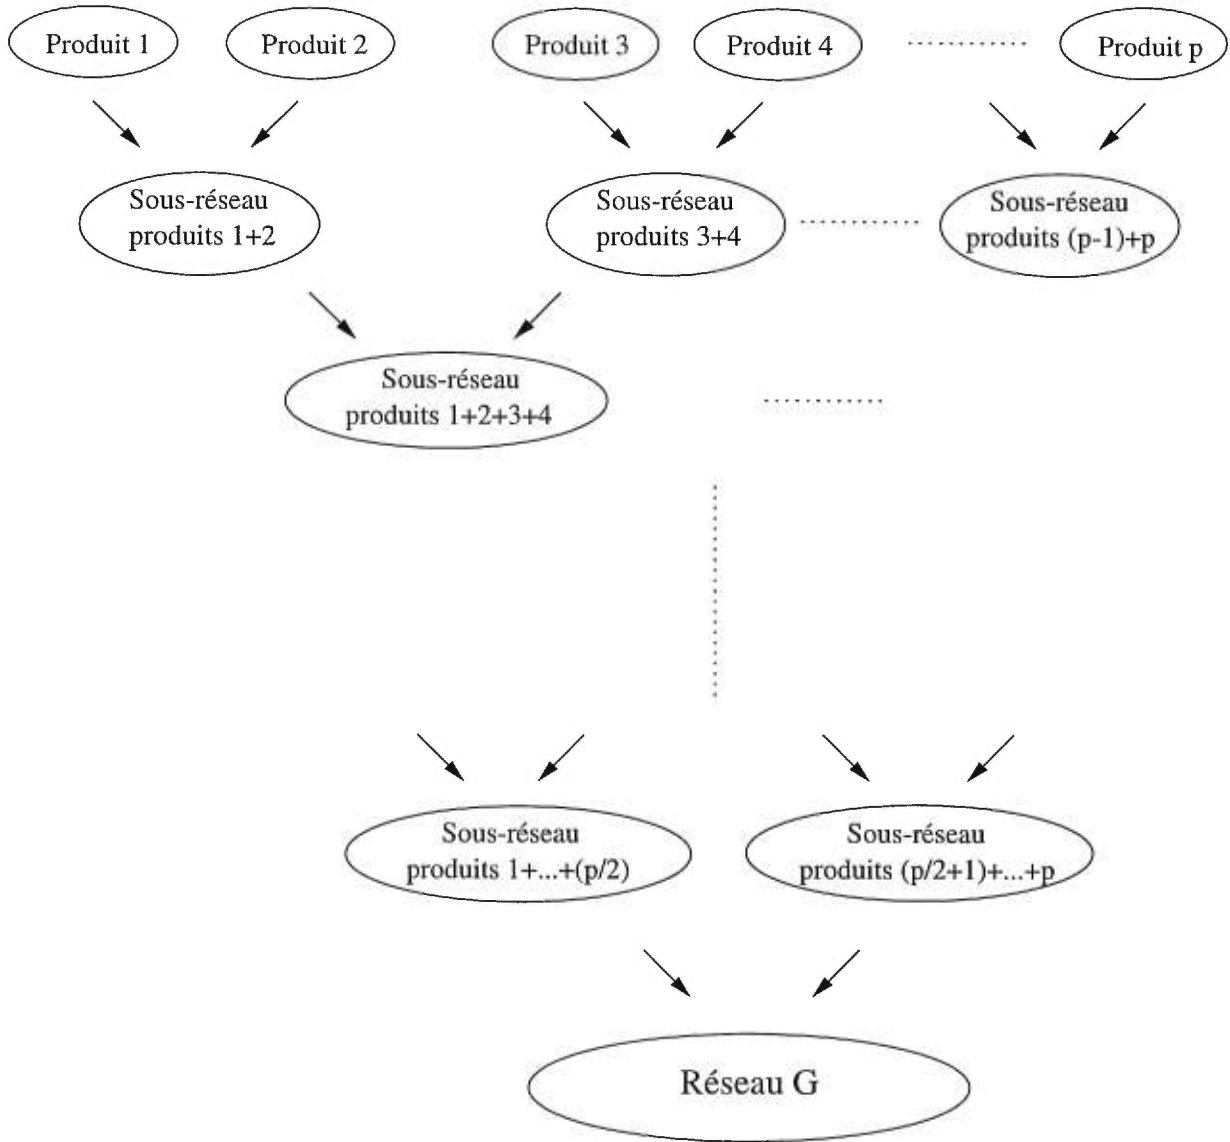 Produit 1
Produit 2
Produit 3
Produit 4
Produit p
Sous-réseau
produits 1+2
Sous-réseau
produits 3+4
Sous-réseau
produits (p-1)+p
Sous-réseau
produits 1+2+3+4
Sous-réseau
produits 1+...+(p/2)
Sous-réseau
produits (p/2+1)+...+p
Réseau G